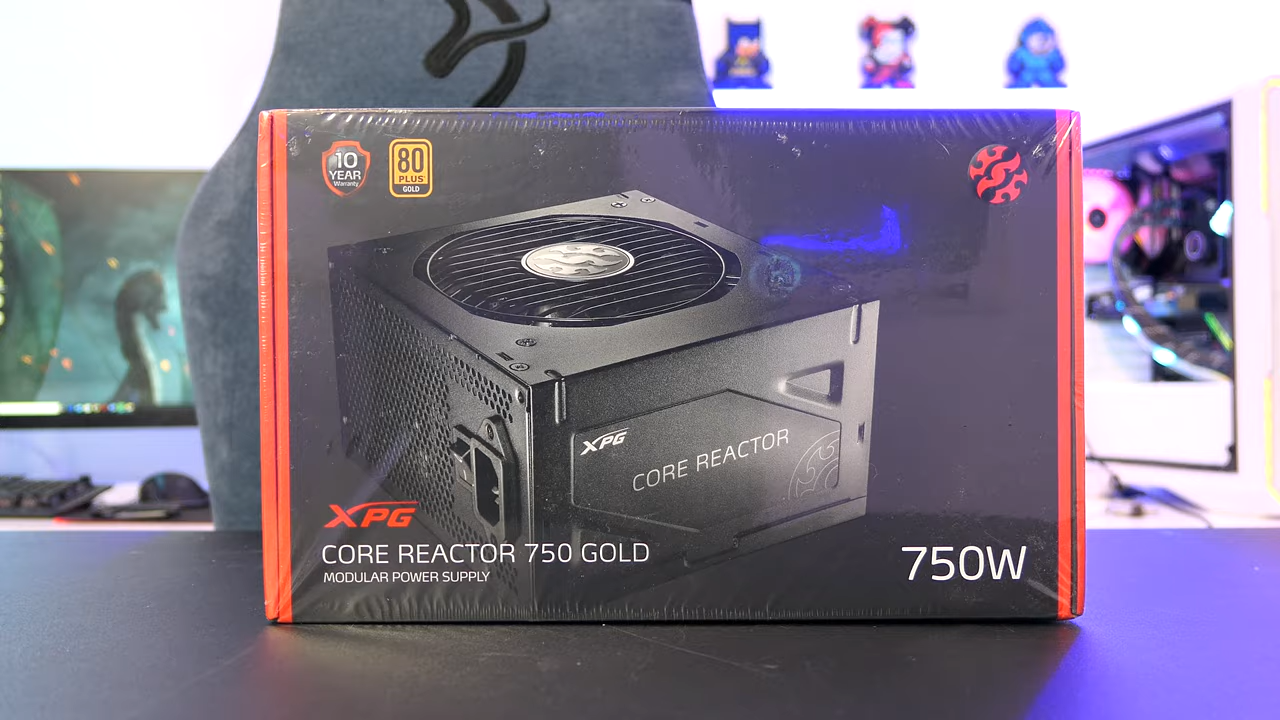 10
YEAR
Warranty
80
PLUS
GOLD
XPG
CORE REACTOR
XPG
CORE REACTOR 750 GOLD
MODULAR POWER SUPPLY
750W